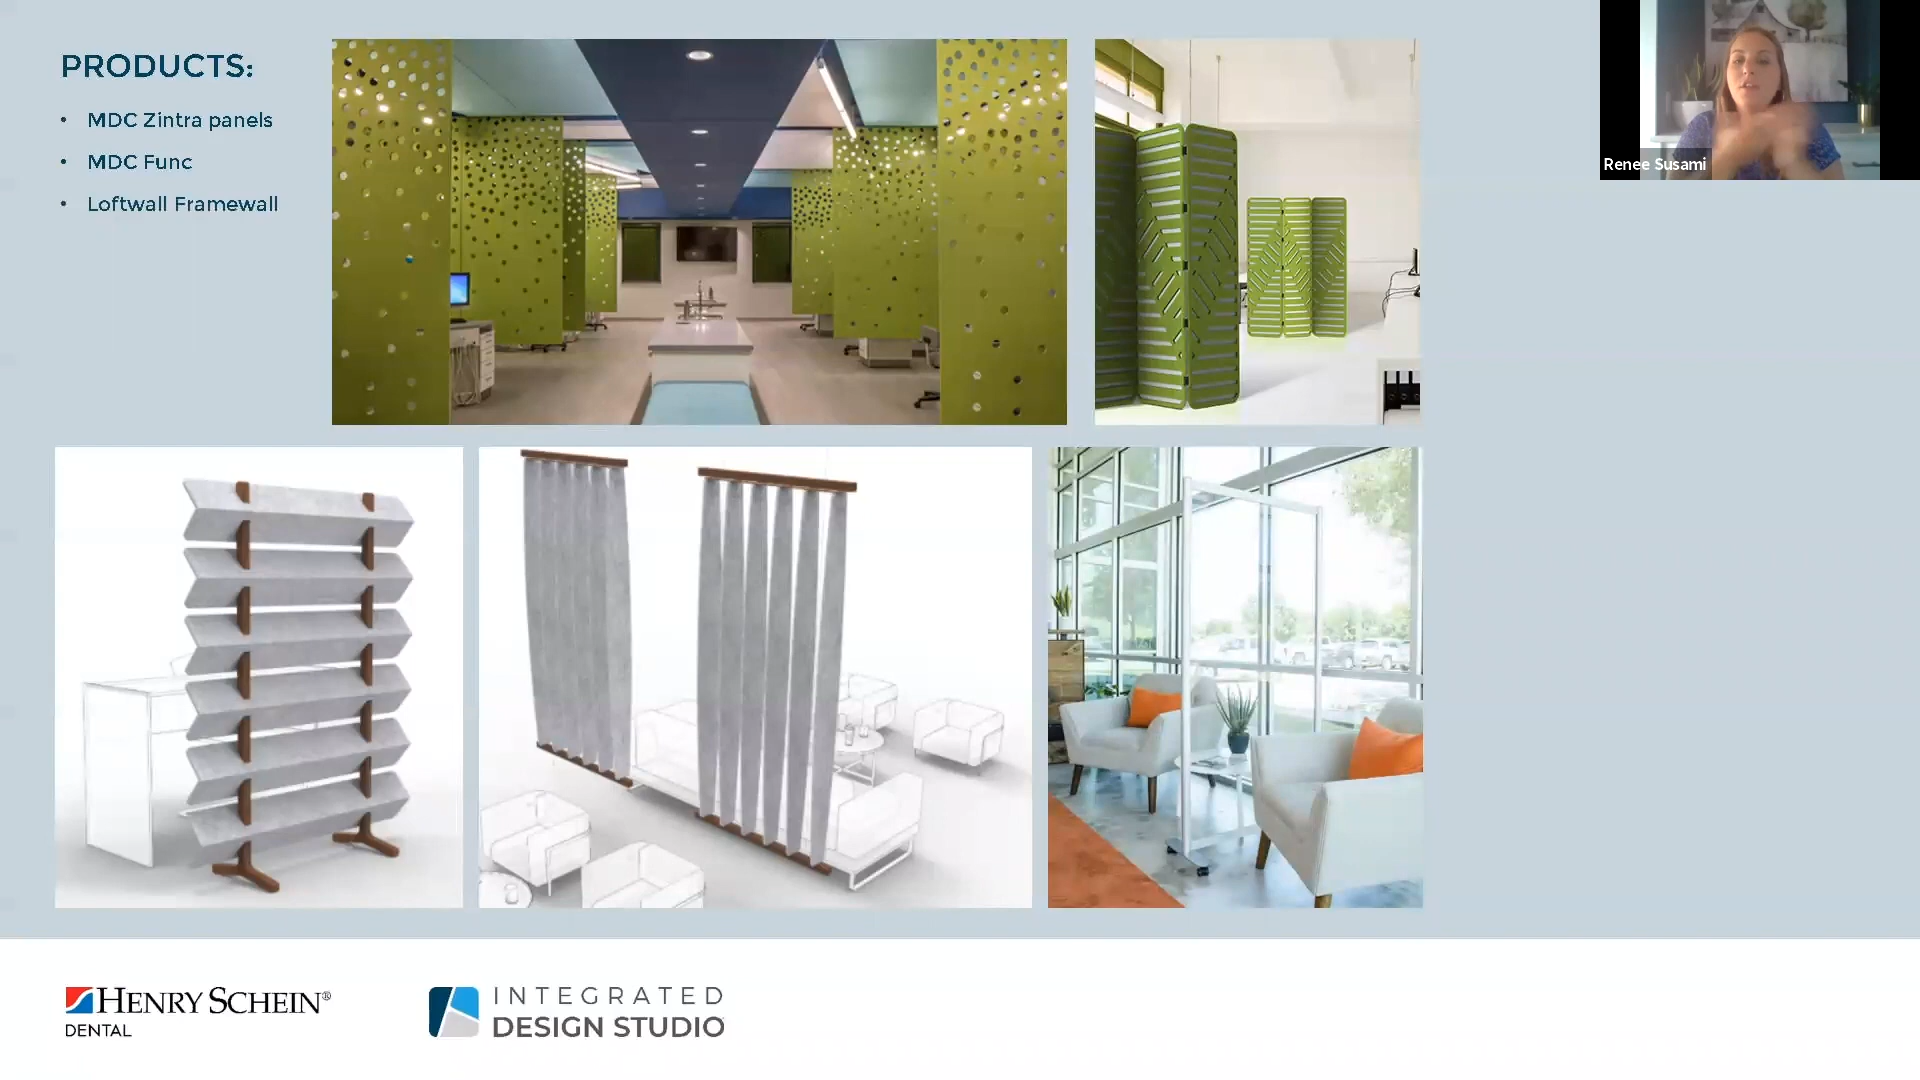 PRODUCTS:
• MDC Zintra panels
• MDC Func
• Loftwall Framewall
Renee Susami
HENRY SCHEIN®
DENTAL
INTEGRATED
DESIGN STUDIO